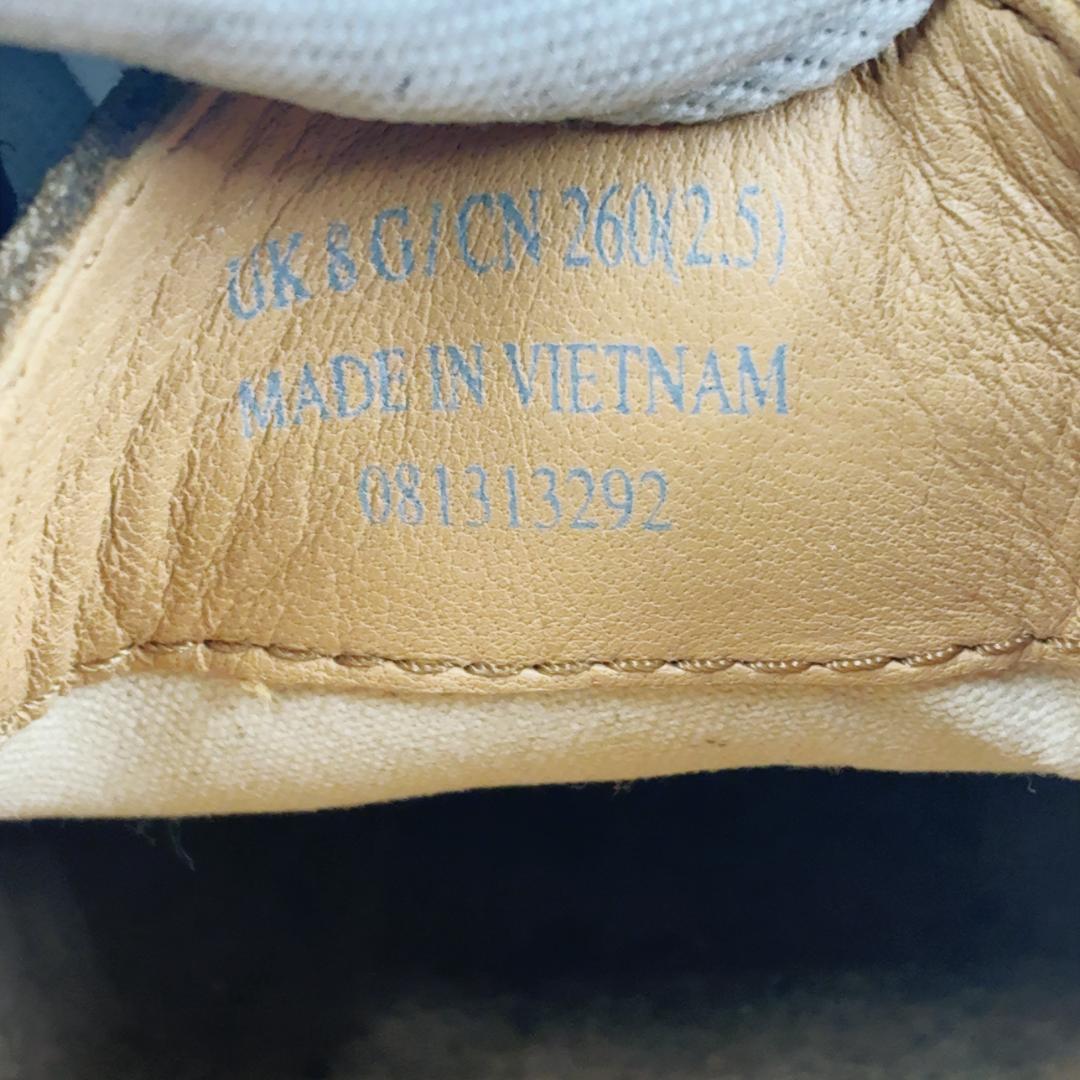 UK 8 G / CN 260(2.5)
MADE IN VIETNAM
081313292